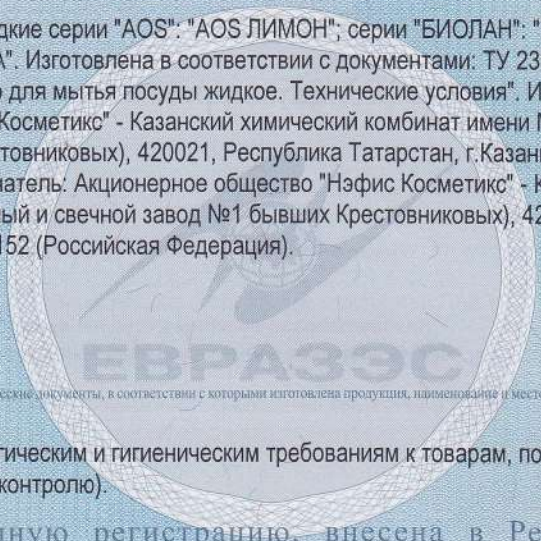 дкие серии "AOS": "AOS ЛИМОН"; серии "БИОЛАН": "
А". Изготовлена в соответствии с документами: ТУ 23
для мытья посуды жидкое. Технические условия". И
Косметикс" - Казанский химический комбинат имени
товниковых), 420021, Республика Татарстан, г.Казан
атель: Акционерное общество "Нэфис Косметикс" - К
ый и свечной завод №1 бывших Крестовниковых), 42
152 (Российская Федерация).
ЕВРАЗЭС
еские документы, в соответствии с которыми изготовлена продукция, наименование и мест
гическим и гигиеническим требованиям к товарам, по
контролю).
нную регистрацию, внесена в Ре